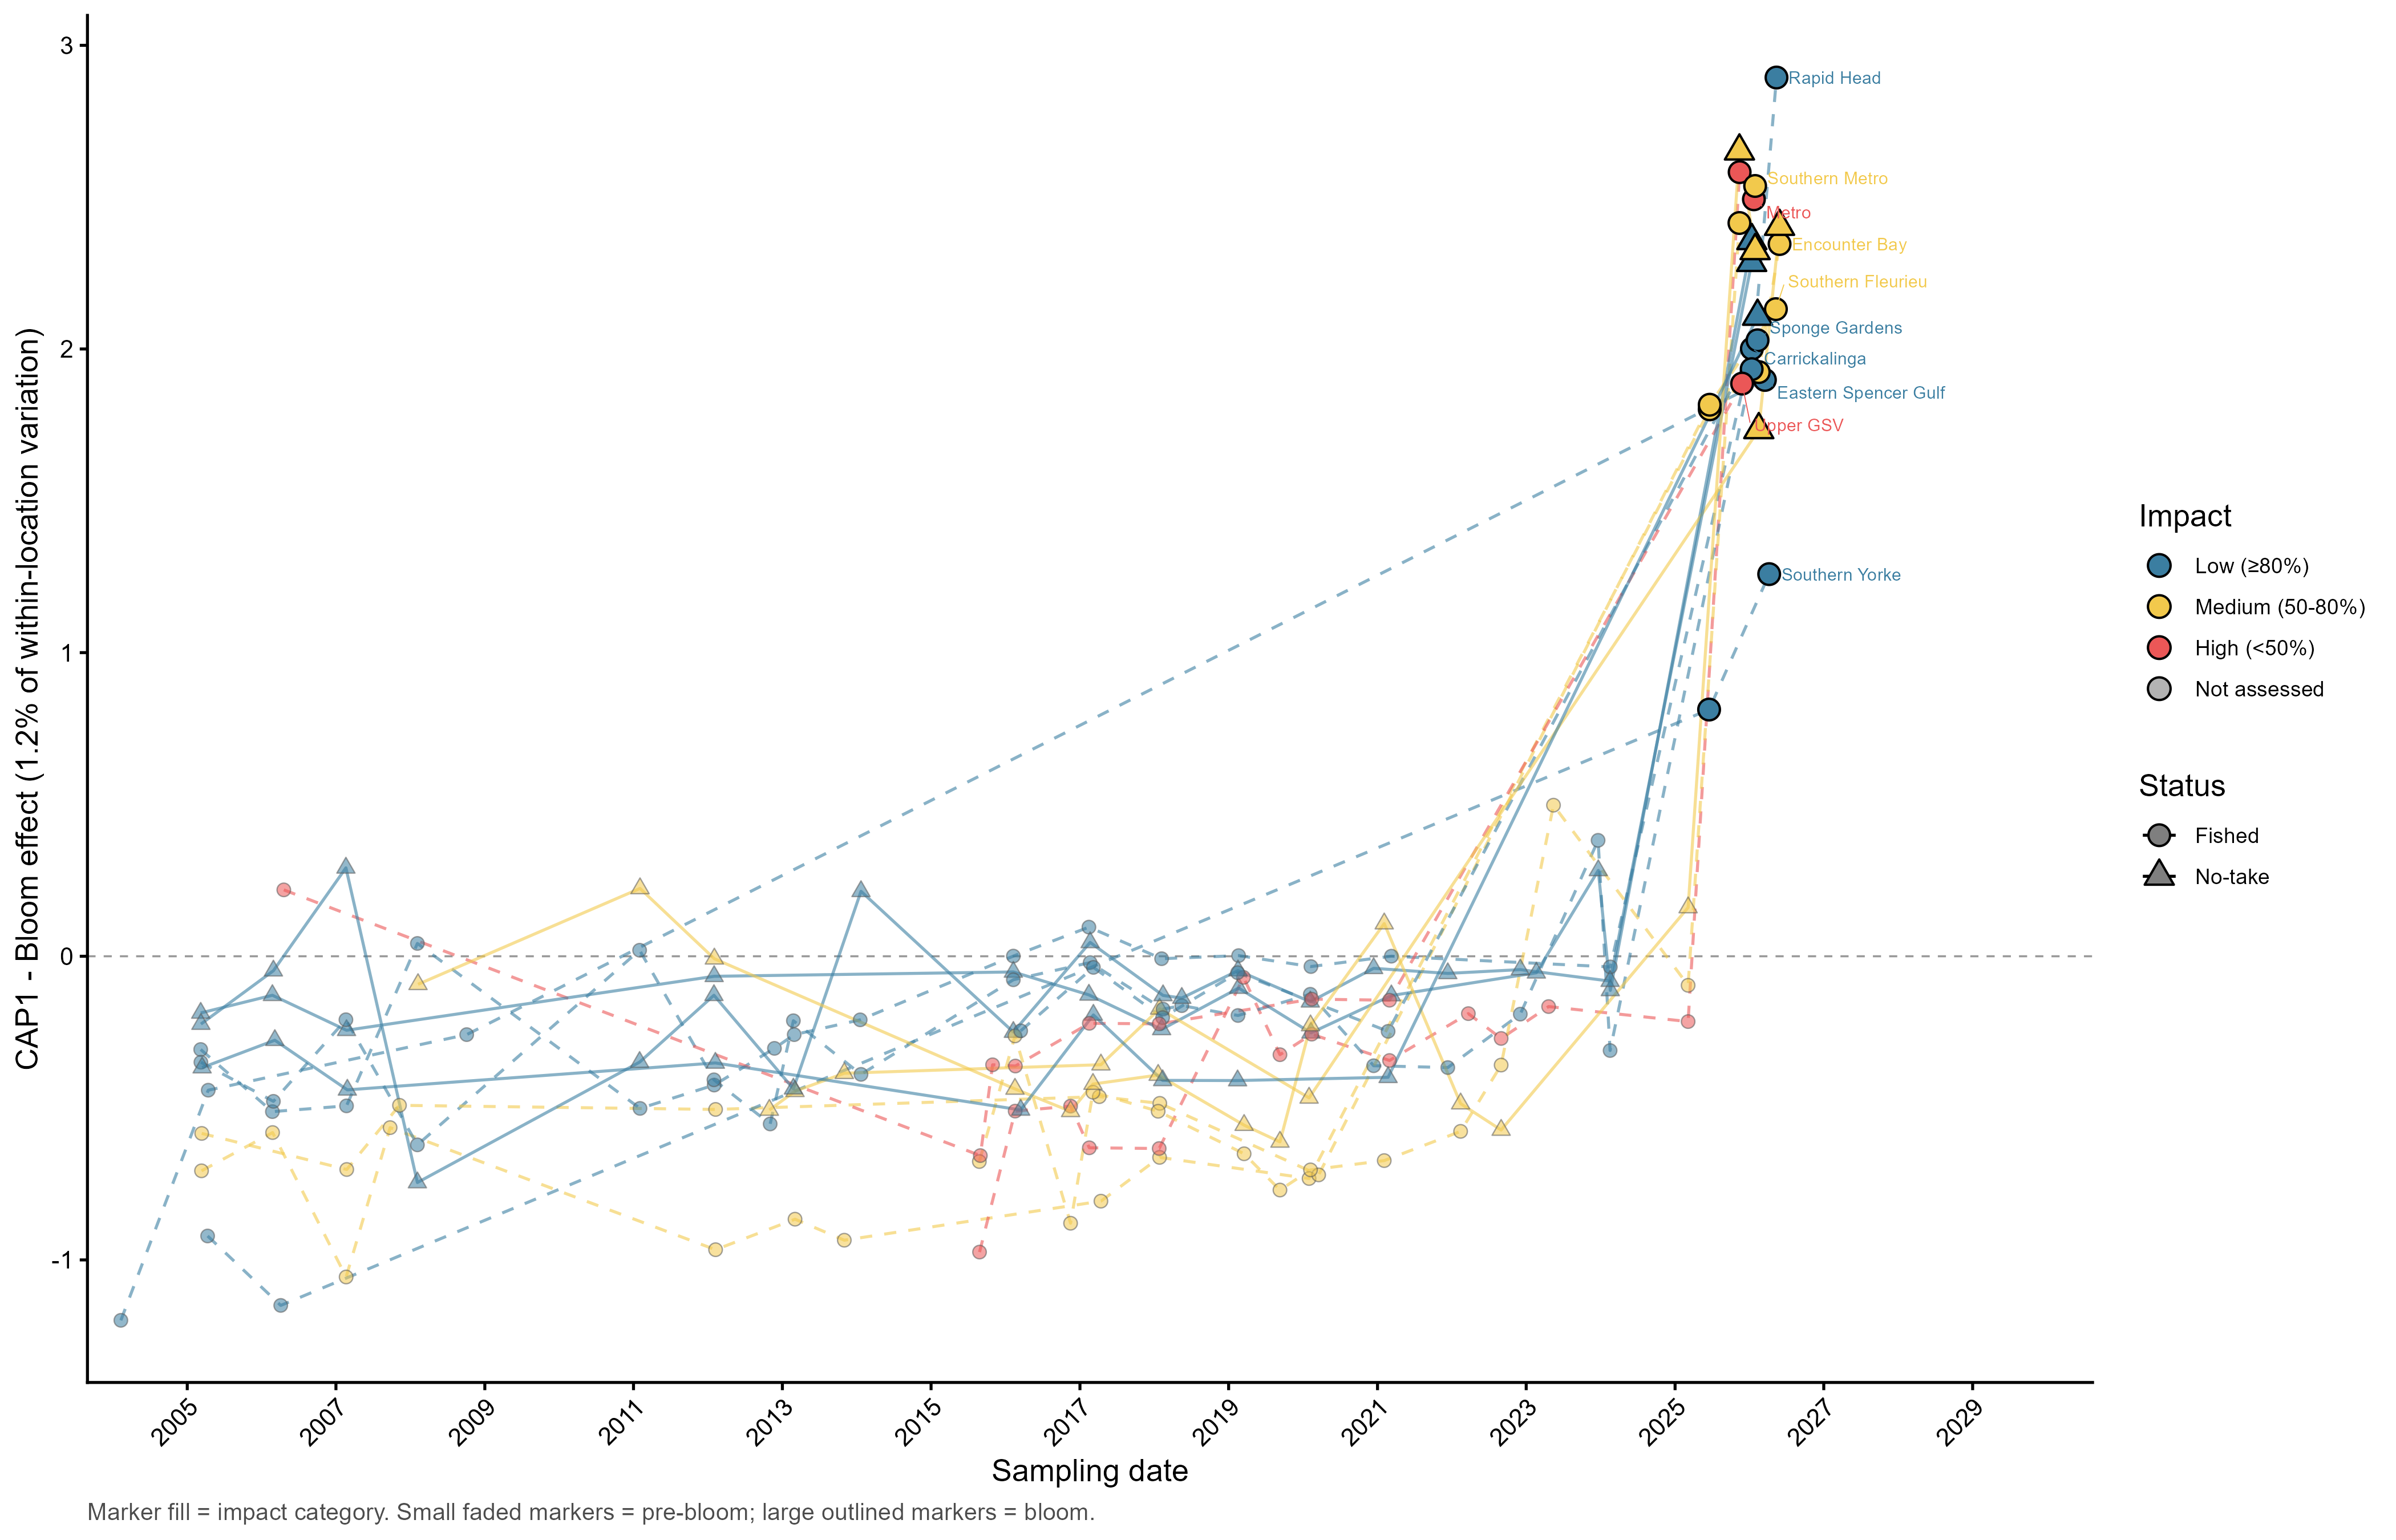 3
2
1
0
-1
CAP1 - Bloom effect (1.2% of within-location variation)
Rapid Head
Southern Metro
Metro
Encounter Bay
Southern Fleurieu
Sponge Gardens
Carrickalinga
Eastern Spencer Gulf
Upper GSV
Southern Yorke
Impact
Low (≥80%)
Medium (50-80%)
High (<50%)
Not assessed
Status
Fished
No-take
2005
2007
2009
2011
2013
2015
2017
2019
2021
2023
2025
2027
2029
Sampling date
Marker fill = impact category. Small faded markers = pre-bloom; large outlined markers = bloom.